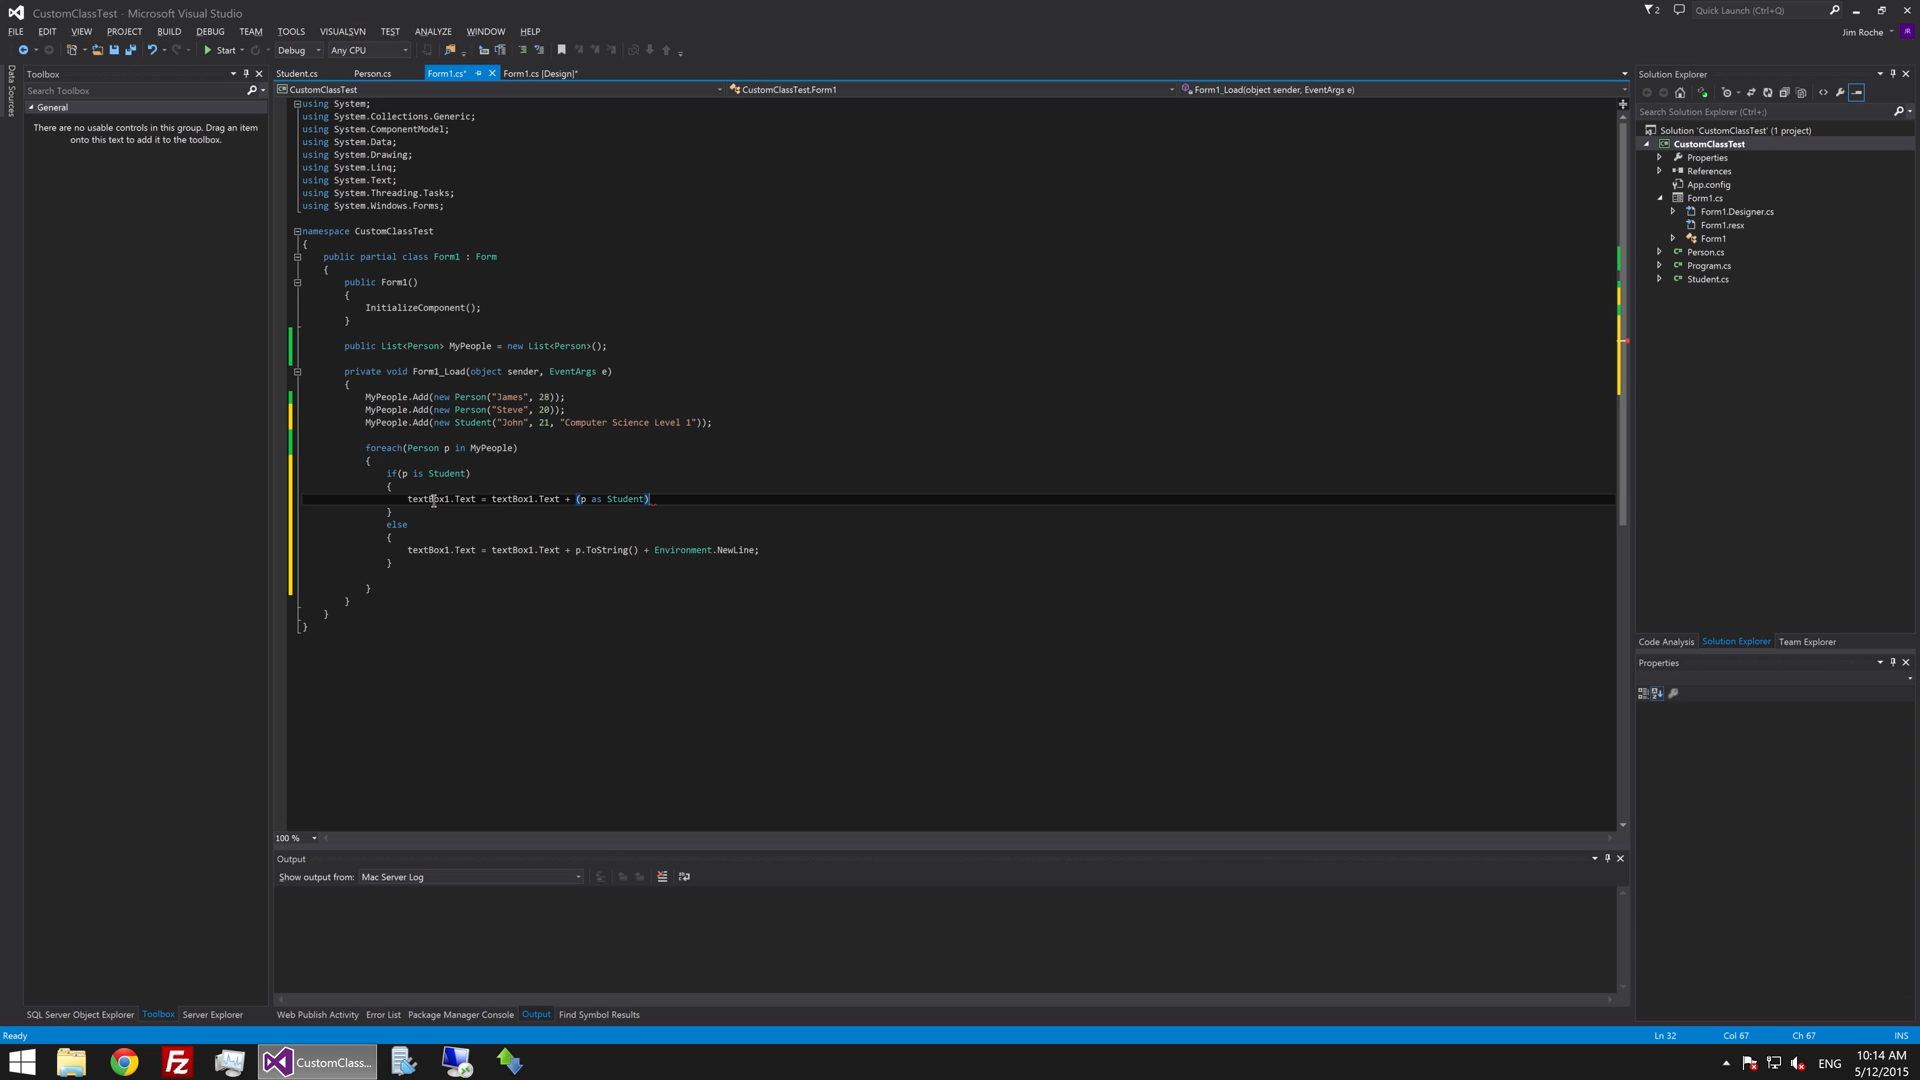 CustomClassTest - Microsoft Visual Studio
2
Quick Launch (Ctrl+Q)
FILE EDIT VIEW PROJECT BUILD DEBUG TEAM TOOLS VISUALSVN TEST ANALYZE WINDOW HELP
Jim Roche JR
Start Debug Any CPU
Data Sources
Toolbox
Search Toolbox
General
There are no usable controls in this group. Drag an item
onto this text to add it to the toolbox.
Student.cs Person.cs Form1.cs* Form1.cs [Design]*
CustomClassTest CustomClassTest.Form1 Form1_Load(object sender, EventArgs e)
using System;
using System.Collections.Generic;
using System.ComponentModel;
using System.Data;
using System.Drawing;
using System.Linq;
using System.Text;
using System.Threading.Tasks;
using System.Windows.Forms;
namespace CustomClassTest
{
public partial class Form1 : Form
{
public Form1()
{
InitializeComponent();
}
public List<Person> MyPeople = new List<Person>();
private void Form1_Load(object sender, EventArgs e)
{
MyPeople.Add(new Person("James", 28));
MyPeople.Add(new Person("Steve", 20));
MyPeople.Add(new Student("John", 21, "Computer Science Level 1"));
foreach(Person p in MyPeople)
{
if(p is Student)
{
textBox1.Text = textBox1.Text + (p as Student)
}
else
{
textBox1.Text = textBox1.Text + p.ToString() + Environment.NewLine;
}
}
}
}
}
100 %
Output
Show output from: Mac Server Log
Solution Explorer
Search Solution Explorer (Ctrl+;)
Solution 'CustomClassTest' (1 project)
CustomClassTest
Properties
References
App.config
Form1.cs
Form1.Designer.cs
Form1.resx
Form1
Person.cs
Program.cs
Student.cs
Code Analysis Solution Explorer Team Explorer
Properties
SQL Server Object Explorer Toolbox Server Explorer
Web Publish Activity Error List Package Manager Console Output Find Symbol Results
Ready Ln 32 Col 67 Ch 67 INS
CustomClass...
ENG
10:14 AM
5/12/2015